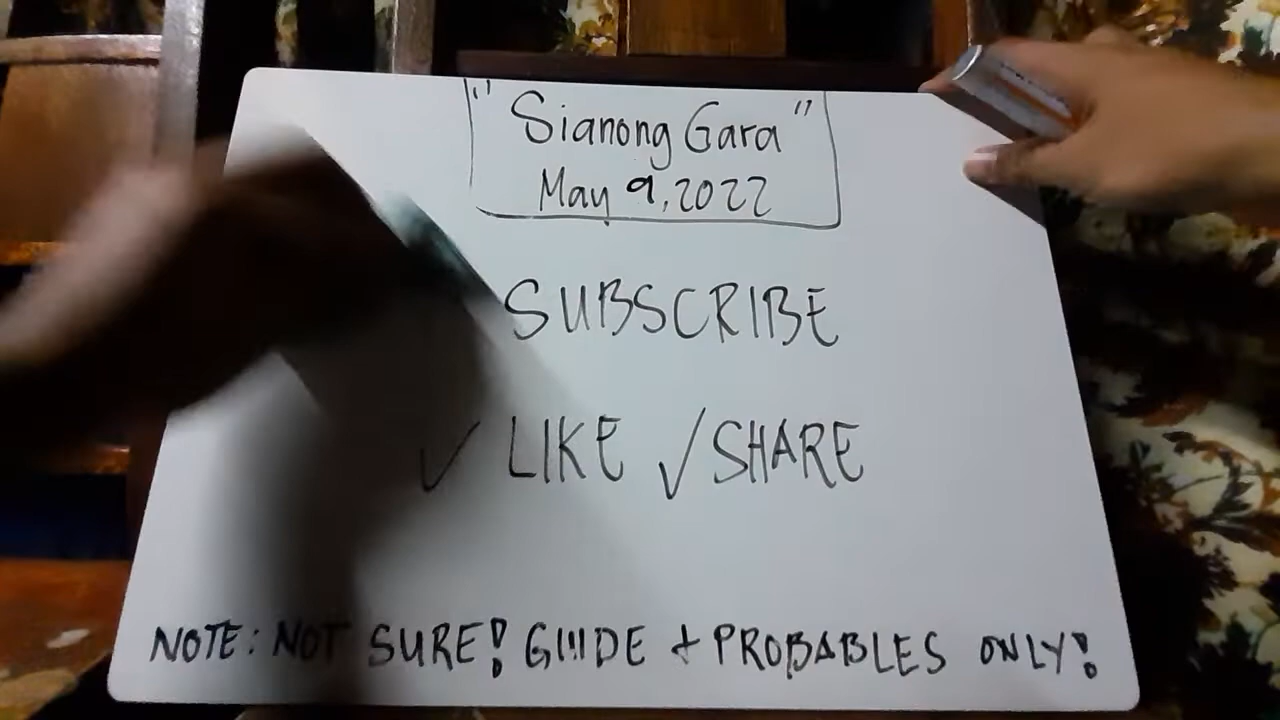 "Sianong Gara"
May 9, 2022
SUBSCRIBE
✓ LIKE ✓ SHARE
NOTE: NOT SURE! GUIDE + PROBABLES ONLY!